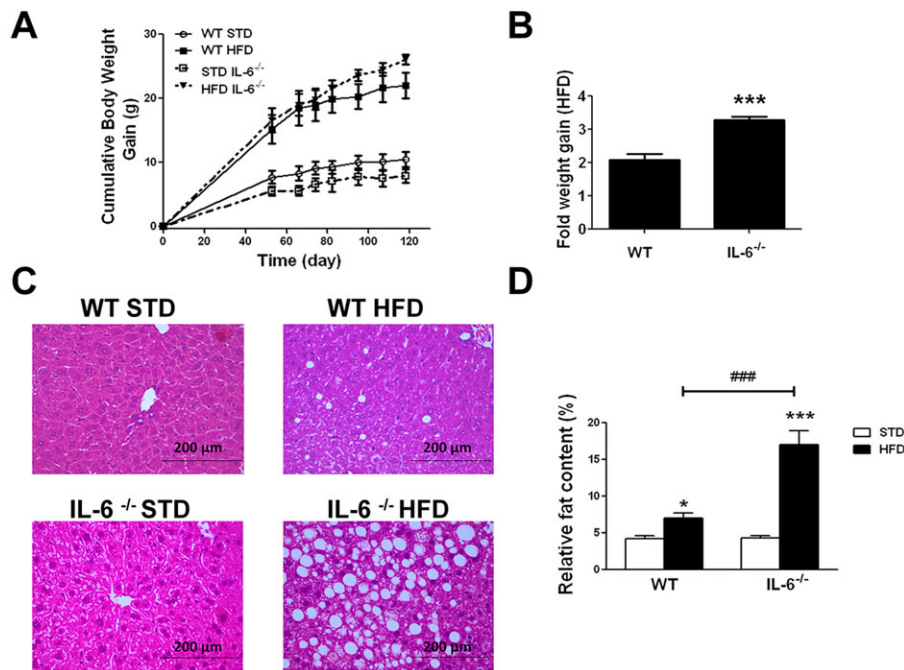 A
Cumulative Body Weight
Gain (g)
30
20
10
0
WT STD
WT HFD
STD IL-6-/-
HFD IL-6-/-
0 20 40 60 80 100 120
Time (day)
B
Fold weight gain (HFD)
4
3
2
1
0
***
WT IL-6-/-
C
WT STD
WT HFD
200 µm
200 µm
IL-6 -/- STD
IL-6 -/- HFD
200 µm
200 µm
D
Relative fat content (%)
20
15
10
5
0
###
*
***
STD
HFD
WT IL-6-/-